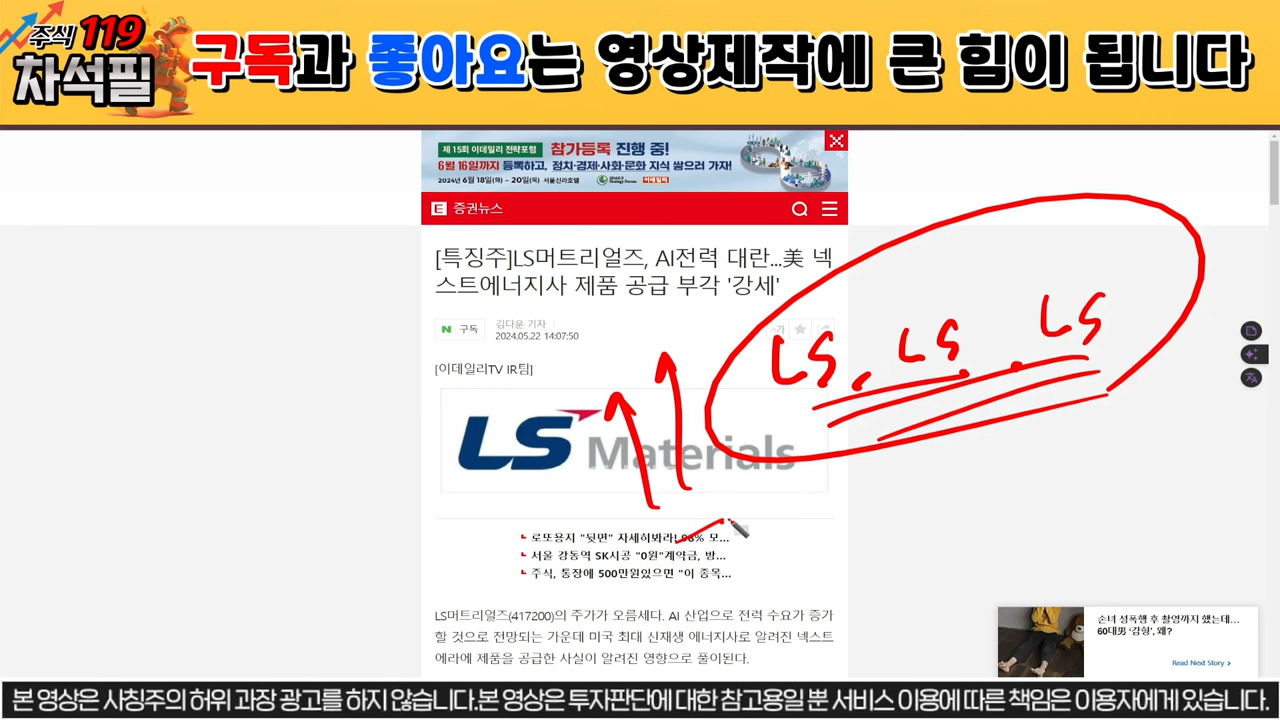 주식 119
차석필
구독과 좋아요는 영상제작에 큰 힘이 됩니다
제 15회 이데일리 전략포럼 참가등록 진행 중!
6월 16일까지 등록하고, 정치·경제·사회·문화 지식 쌓으러 가자!
2024년 6월 18일(화) ~ 20일(목) 서울신라호텔
E 증권뉴스
[특징주]LS머트리얼즈, AI전력 대란...美 넥
스트에너지사 제품 공급 부각 '강세'
N 구독
김다운 기자
2024.05.22 14:07:50
가
[이데일리TV IR팀]
LS, LS, LS
LS Materials
로또용지 "뒷면" 자세히봐라! 98% 모...
서울 강동역 SK시공 "0원"계약금, 방...
주식, 통장에 500만원있으면 "이 종목...
LS머트리얼즈(417200)의 주가가 오름세다. AI 산업으로 전력 수요가 증가
할 것으로 전망되는 가운데 미국 최대 신재생 에너지사로 알려진 넥스트
에라에 제품을 공급한 사실이 알려진 영향으로 풀이된다.
손녀 성폭행 후 촬영까지 했는데...
60대男 '감형', 왜?
Read Next Story >
본 영상은 사칭주의 허위 과장 광고를 하지 않습니다.본 영상은 투자판단에 대한 참고용일 뿐 서비스 이용에 따른 책임은 이용자에게 있습니다.